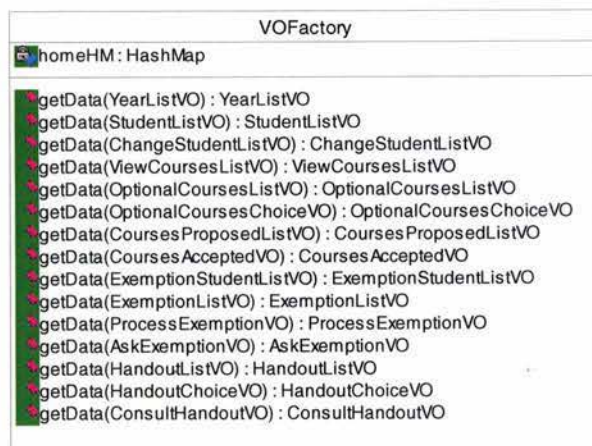 VOFactory
homeHM : HashMap
getData(YearListVO) : YearListVO
getData(StudentListVO) : StudentListVO
getData(ChangeStudentListVO) : ChangeStudentListVO
getData(ViewCoursesListVO) : ViewCoursesListVO
getData(OptionalCoursesListVO) : OptionalCoursesListVO
getData(OptionalCoursesChoiceVO) : OptionalCoursesChoiceVO
getData(CoursesProposedListVO) : CoursesProposedListVO
getData(CoursesAcceptedVO) : CoursesAcceptedVO
getData(ExemptionStudentListVO) : ExemptionStudentListVO
getData(ExemptionListVO) : ExemptionListVO
getData(ProcessExemptionVO) : ProcessExemptionVO
getData(AskExemptionVO) : AskExemptionVO
getData(HandoutListVO) : HandoutListVO
getData(HandoutChoiceVO) : HandoutChoiceVO
getData(ConsultHandoutVO) : ConsultHandoutVO